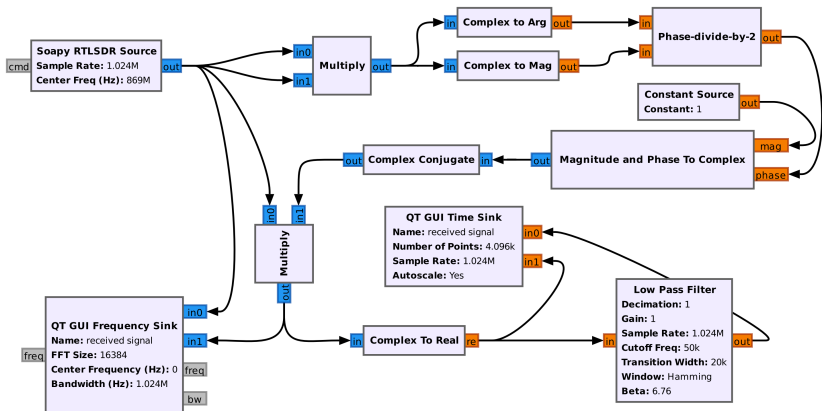 Complex to Arg
in
out
in
Phase-divide-by-2
out
in
Soapy RTLSDR Source
Sample Rate: 1.024M
Center Freq (Hz): 869M
cmd
out
in0
in1
Multiply
out
in
Complex to Mag
out
Constant Source
Constant: 1
out
out
Complex Conjugate
in
out
Magnitude and Phase To Complex
mag
phase
in0
in1
Multiply
out
QT GUI Time Sink
Name: received signal
Number of Points: 4.096k
Sample Rate: 1.024M
Autoscale: Yes
in0
in1
Low Pass Filter
Decimation: 1
Gain: 1
Sample Rate: 1.024M
Cutoff Freq: 50k
Transition Width: 20k
Window: Hamming
Beta: 6.76
in
out
QT GUI Frequency Sink
Name: received signal
FFT Size: 16384
Center Frequency (Hz): 0
Bandwidth (Hz): 1.024M
freq
in0
in1
freq
bw
in
Complex To Real
re